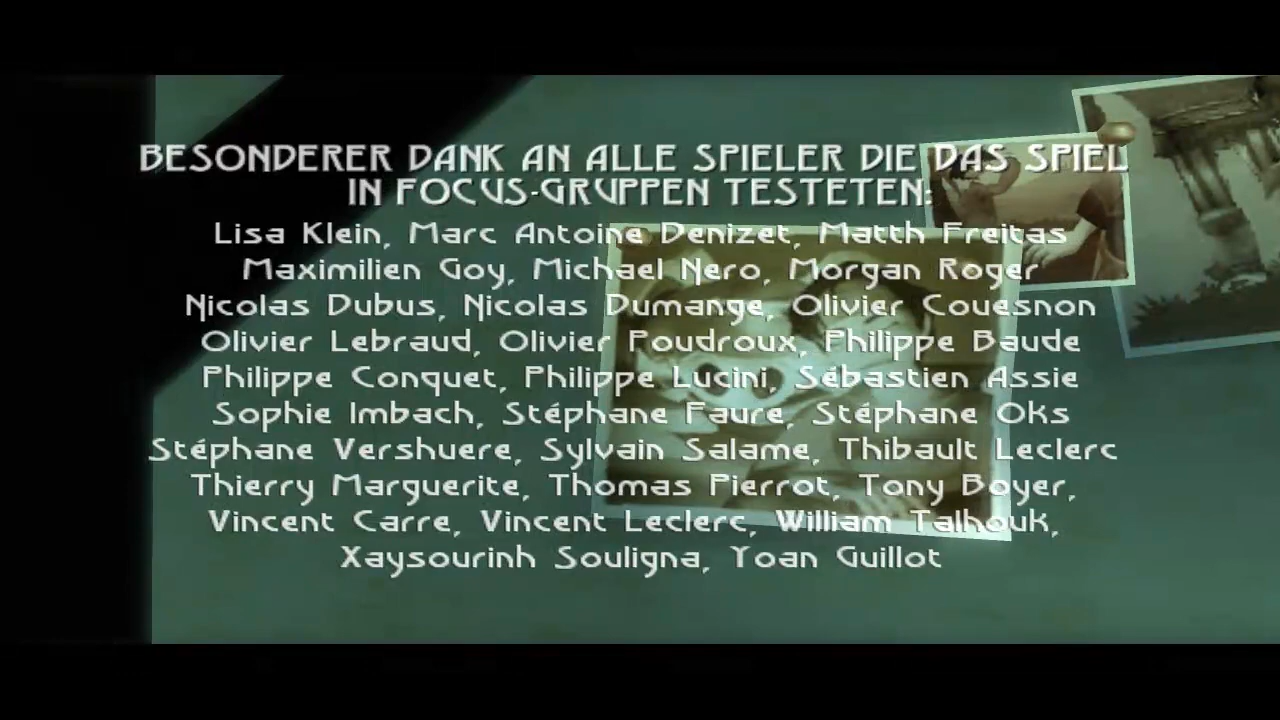 BESONDERER DANK AN ALLE SPIELER DIE DAS SPIEL
IN FOCUS-GRUPPEN TESTETEN:
Lisa Klein, Marc Antoine Denizet, Matth Freitas
Maximilien Goy, Michael Nero, Morgan Roger
Nicolas Dubus, Nicolas Dumange, Olivier Couesnon
Olivier Lebraud, Olivier Poudroux, Philippe Baude
Philippe Conquet, Philippe Lucini, Sébastien Assie
Sophie Imbach, Stéphane Faure, Stéphane Oks
Stéphane Vershuere, Sylvain Salame, Thibault Leclerc
Thierry Marguerite, Thomas Pierrot, Tony Boyer,
Vincent Carre, Vincent Leclerc, William Talhouk,
Xaysourinh Souligna, Yoan Guillot